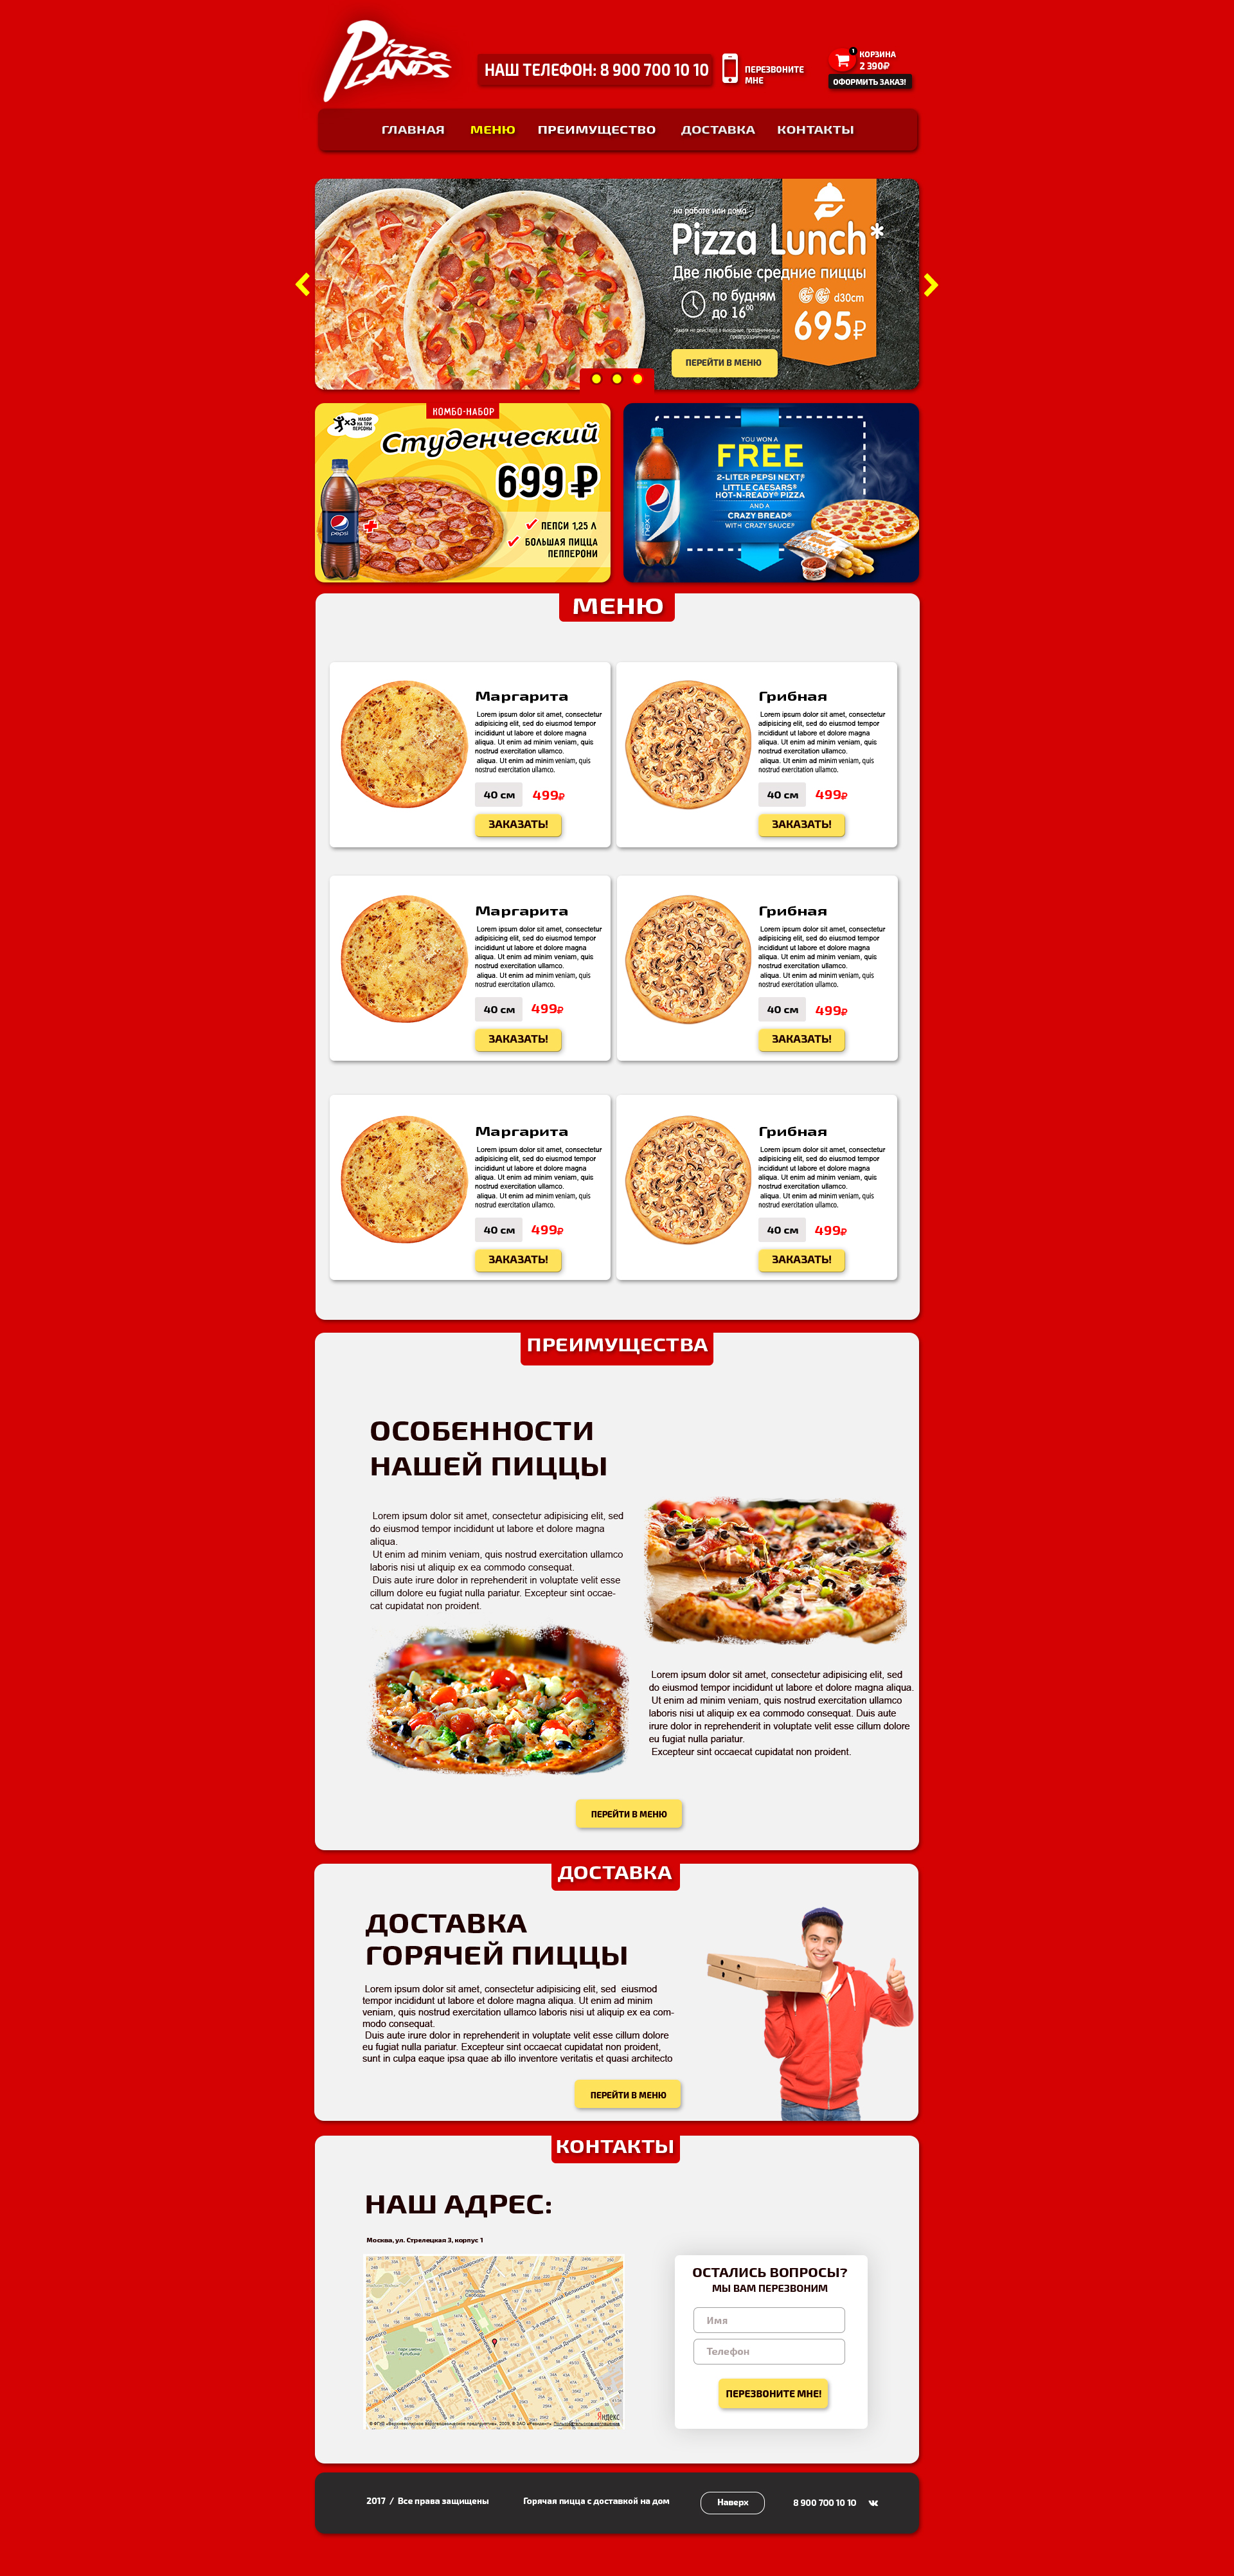 Pizza
LANDS
НАШ ТЕЛЕФОН: 8 900 700 10 10
ПЕРЕЗВОНИТЕ
МНЕ
1
КОРЗИНА
2 390₽
ОФОРМИТЬ ЗАКАЗ!
ГЛАВНАЯ МЕНЮ ПРЕИМУЩЕСТВО ДОСТАВКА КОНТАКТЫ
на работе или дома
Pizza Lunch*
Две любые средние пиццы
по будням
до 16⁰⁰
d30cm
695₽
ПЕРЕЙТИ В МЕНЮ
КОМБО-НАБОР
x3 НАБОР
НА ТРИ
ПЕРСОНЫ
Студенческий
699 ₽
ПЕПСИ 1,25 Л
БОЛЬШАЯ ПИЦЦА
ПЕППЕРОНИ
pepsi
YOU WON A
FREE
2-LITER PEPSI NEXT,®
LITTLE CAESARS®
HOT-N-READY® PIZZA
AND A
CRAZY BREAD®
WITH CRAZY SAUCE®
next
МЕНЮ
Маргарита
Lorem ipsum dolor sit amet, consectetur
adipisicing elit, sed do eiusmod tempor
incididunt ut labore et dolore magna
aliqua. Ut enim ad minim veniam, quis
nostrud exercitation ullamco.
aliqua. Ut enim ad minim veniam, quis
nostrud exercitation ullamco.
40 см 499₽
ЗАКАЗАТЬ!
Грибная
Lorem ipsum dolor sit amet, consectetur
adipisicing elit, sed do eiusmod tempor
incididunt ut labore et dolore magna
aliqua. Ut enim ad minim veniam, quis
nostrud exercitation ullamco.
aliqua. Ut enim ad minim veniam, quis
nostrud exercitation ullamco.
40 см 499₽
ЗАКАЗАТЬ!
Маргарита
Lorem ipsum dolor sit amet, consectetur
adipisicing elit, sed do eiusmod tempor
incididunt ut labore et dolore magna
aliqua. Ut enim ad minim veniam, quis
nostrud exercitation ullamco.
aliqua. Ut enim ad minim veniam, quis
nostrud exercitation ullamco.
40 см 499₽
ЗАКАЗАТЬ!
Грибная
Lorem ipsum dolor sit amet, consectetur
adipisicing elit, sed do eiusmod tempor
incididunt ut labore et dolore magna
aliqua. Ut enim ad minim veniam, quis
nostrud exercitation ullamco.
aliqua. Ut enim ad minim veniam, quis
nostrud exercitation ullamco.
40 см 499₽
ЗАКАЗАТЬ!
Маргарита
Lorem ipsum dolor sit amet, consectetur
adipisicing elit, sed do eiusmod tempor
incididunt ut labore et dolore magna
aliqua. Ut enim ad minim veniam, quis
nostrud exercitation ullamco.
aliqua. Ut enim ad minim veniam, quis
nostrud exercitation ullamco.
40 см 499₽
ЗАКАЗАТЬ!
Грибная
Lorem ipsum dolor sit amet, consectetur
adipisicing elit, sed do eiusmod tempor
incididunt ut labore et dolore magna
aliqua. Ut enim ad minim veniam, quis
nostrud exercitation ullamco.
aliqua. Ut enim ad minim veniam, quis
nostrud exercitation ullamco.
40 см 499₽
ЗАКАЗАТЬ!
ПРЕИМУЩЕСТВА
ОСОБЕННОСТИ
НАШЕЙ ПИЦЦЫ
Lorem ipsum dolor sit amet, consectetur adipisicing elit, sed
do eiusmod tempor incididunt ut labore et dolore magna
aliqua.
Ut enim ad minim veniam, quis nostrud exercitation ullamco
laboris nisi ut aliquip ex ea commodo consequat.
Duis aute irure dolor in reprehenderit in voluptate velit esse
cillum dolore eu fugiat nulla pariatur. Excepteur sint occae-
cat cupidatat non proident.
Lorem ipsum dolor sit amet, consectetur adipisicing elit, sed
do eiusmod tempor incididunt ut labore et dolore magna aliqua.
Ut enim ad minim veniam, quis nostrud exercitation ullamco
laboris nisi ut aliquip ex ea commodo consequat. Duis aute
irure dolor in reprehenderit in voluptate velit esse cillum dolore
eu fugiat nulla pariatur.
Excepteur sint occaecat cupidatat non proident.
ПЕРЕЙТИ В МЕНЮ
ДОСТАВКА
ДОСТАВКА
ГОРЯЧЕЙ ПИЦЦЫ
Lorem ipsum dolor sit amet, consectetur adipisicing elit, sed eiusmod
tempor incididunt ut labore et dolore magna aliqua. Ut enim ad minim
veniam, quis nostrud exercitation ullamco laboris nisi ut aliquip ex ea com-
modo consequat.
Duis aute irure dolor in reprehenderit in voluptate velit esse cillum dolore
eu fugiat nulla pariatur. Excepteur sint occaecat cupidatat non proident,
sunt in culpa eaque ipsa quae ab illo inventore veritatis et quasi architecto
ПЕРЕЙТИ В МЕНЮ
КОНТАКТЫ
НАШ АДРЕС:
Москва, ул. Стрелецкая 3, корпус 1
Яндекс
ОСТАЛИСЬ ВОПРОСЫ?
МЫ ВАМ ПЕРЕЗВОНИМ
Имя
Телефон
ПЕРЕЗВОНИТЕ МНЕ!
2017 / Все права защищены
Горячая пицца с доставкой на дом
Наверх
8 900 700 10 10